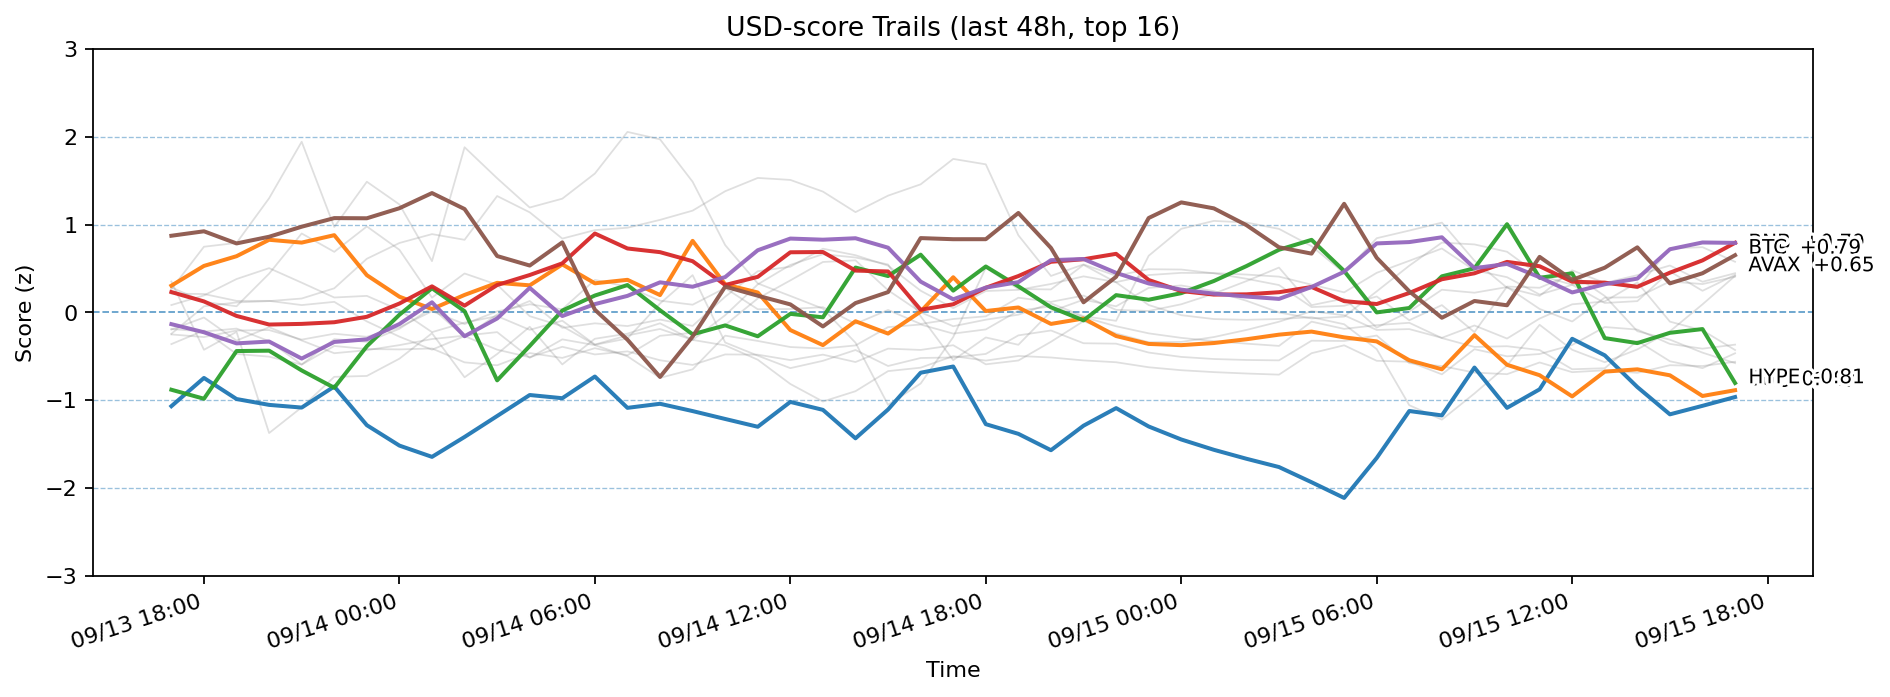 USD-score Trails (last 48h, top 16)
Score (z)
3
2
1
0
−1
−2
−3
BTC +0.79
AVAX +0.65
HYPE
09/13 18:00
09/14 00:00
09/14 06:00
09/14 12:00
09/14 18:00
09/15 00:00
09/15 06:00
09/15 12:00
09/15 18:00
Time